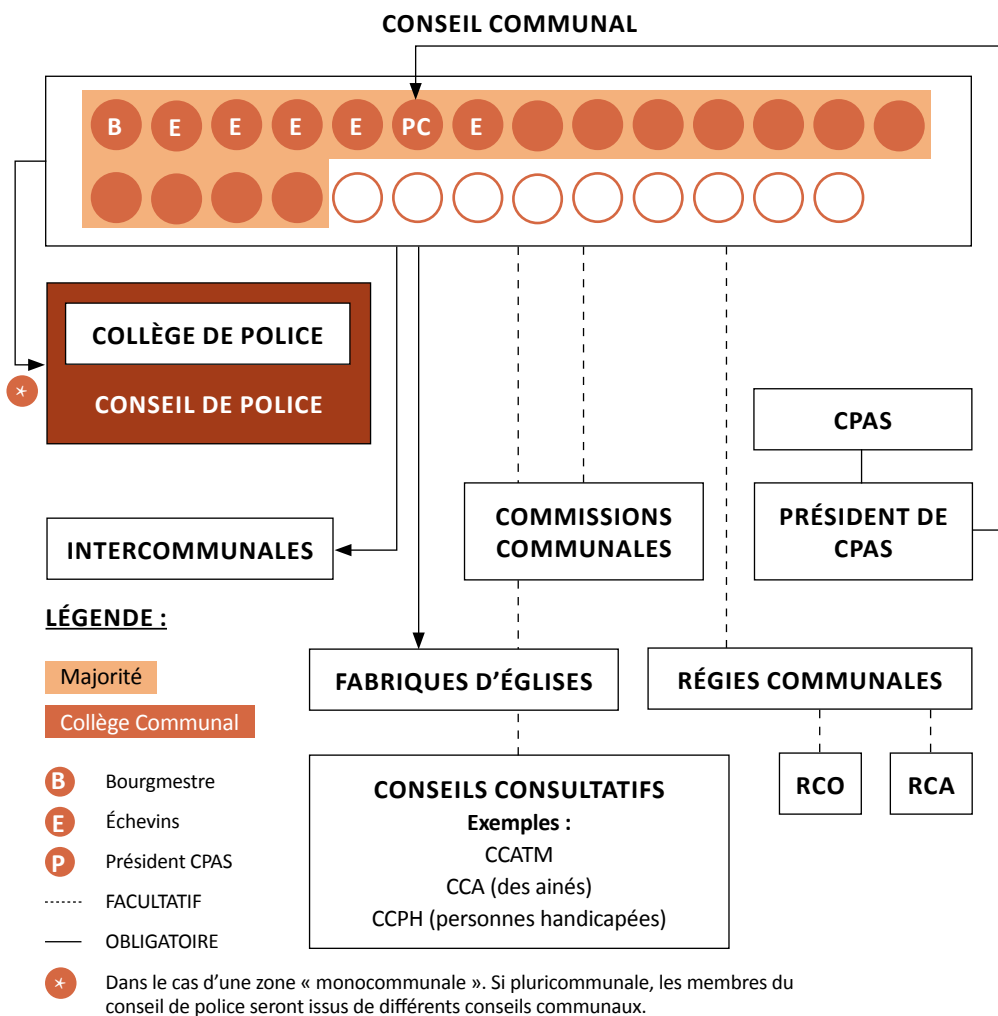 CONSEIL COMMUNAL
B E E E E PC E
COLLÈGE DE POLICE
*
CONSEIL DE POLICE
CPAS
INTERCOMMUNALES
COMMISSIONS
COMMUNALES
PRÉSIDENT DE
CPAS
FABRIQUES D’ÉGLISES
RÉGIES COMMUNALES
RCO
RCA
CONSEILS CONSULTATIFS
Exemples :
CCATM
CCA (des ainés)
CCPH (personnes handicapées)
LÉGENDE :
Majorité
Collège Communal
B Bourgmestre
E Échevins
P Président CPAS
FACULTATIF
OBLIGATOIRE
* Dans le cas d’une zone « monocommunale ». Si pluricommunale, les membres du
conseil de police seront issus de différents conseils communaux.